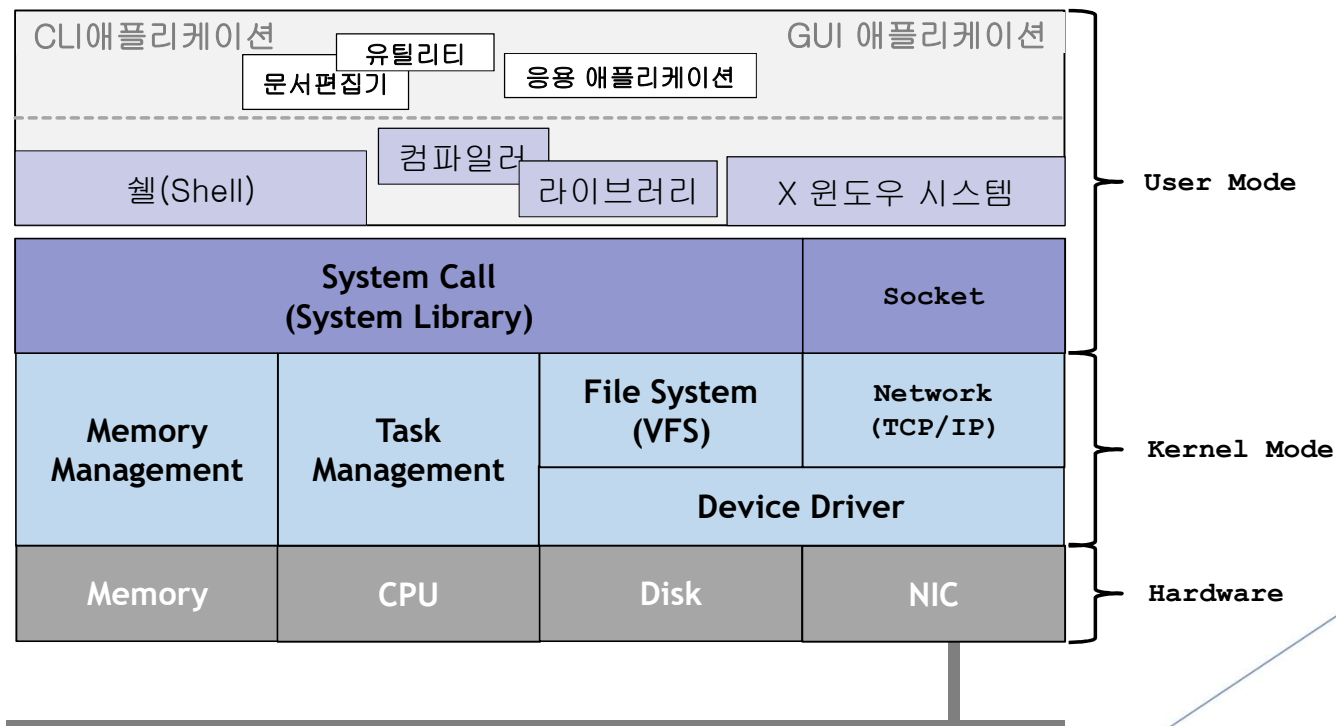 CLI애플리케이션
GUI 애플리케이션
유틸리티
문서편집기
응용 애플리케이션
컴파일러
쉘(Shell)
라이브러리
X 윈도우 시스템
User Mode
System Call
(System Library)
Socket
Memory
Management
Task
Management
File System
(VFS)
Network
(TCP/IP)
Device Driver
Kernel Mode
Memory
CPU
Disk
NIC
Hardware